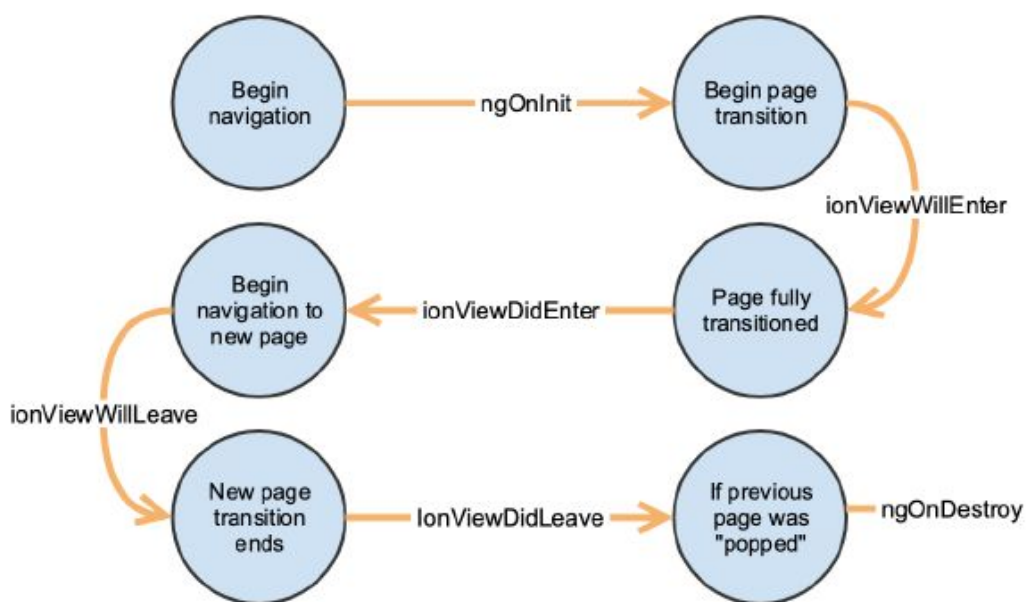 Begin
navigation
ngOnInit
Begin page
transition
ionViewWillEnter
Page fully
transitioned
ionViewDidEnter
Begin
navigation to
new page
ionViewWillLeave
New page
transition
ends
IonViewDidLeave
If previous
page was
"popped"
ngOnDestroy